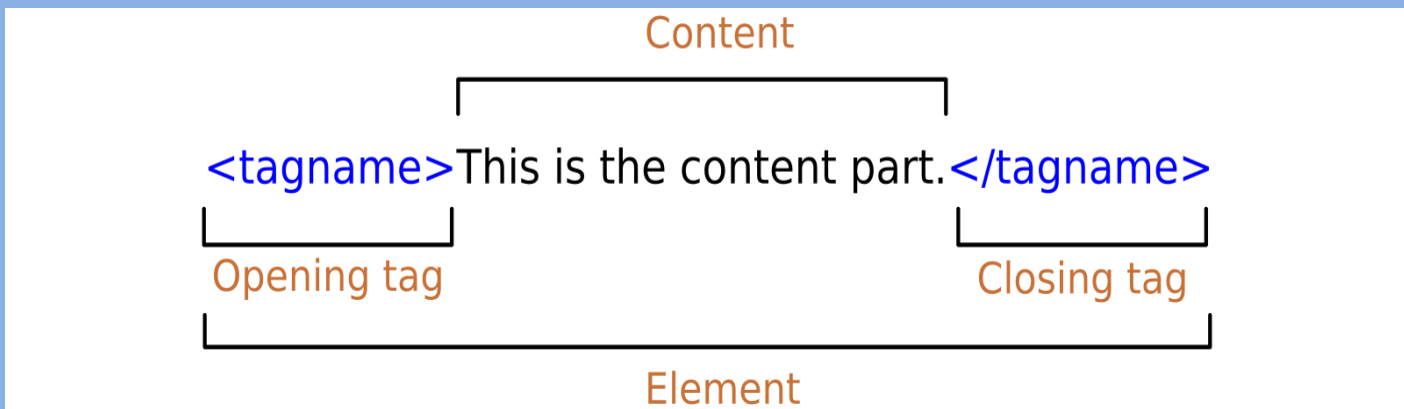 Content
<tagname>This is the content part.</tagname>
Opening tag
Closing tag
Element